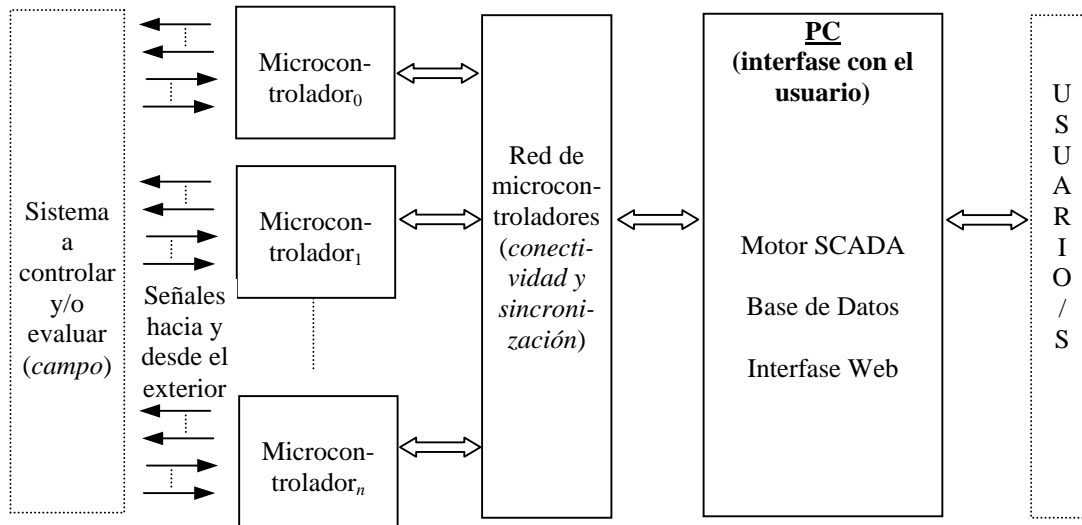 Sistema
a
controlar
y/o
evaluar
(campo)
Señales
hacia y
desde el
exterior
Microcon-
trolador0
Microcon-
trolador1
Microcon-
troladorn
Red de
microcon-
troladores
(conecti-
vidad y
sincroni-
zación)
PC
(interfase con el
usuario)
Motor SCADA
Base de Datos
Interfase Web
U
S
U
A
R
I
O
/
S